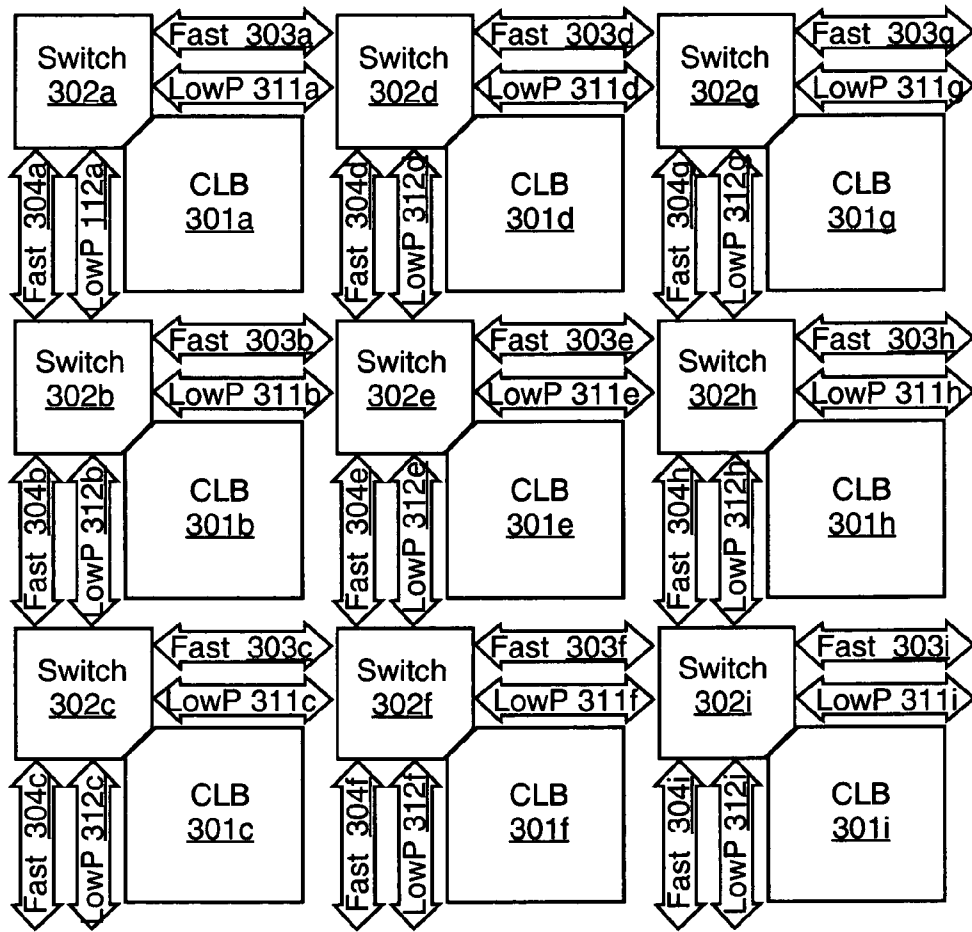 Switch
302a
Fast 303a
LowP 311a
Switch
302d
Fast 303d
LowP 311d
Switch
302g
Fast 303g
LowP 311g
Fast 304a
LowP 112a
CLB
301a
Fast 304d
LowP 312d
CLB
301d
Fast 304g
LowP 312g
CLB
301g
Switch
302b
Fast 303b
LowP 311b
Switch
302e
Fast 303e
LowP 311e
Switch
302h
Fast 303h
LowP 311h
Fast 304b
LowP 312b
CLB
301b
Fast 304e
LowP 312e
CLB
301e
Fast 304h
LowP 312h
CLB
301h
Switch
302c
Fast 303c
LowP 311c
Switch
302f
Fast 303f
LowP 311f
Switch
302i
Fast 303i
LowP 311i
Fast 304c
LowP 312c
CLB
301c
Fast 304f
LowP 312f
CLB
301f
Fast 304i
LowP 312i
CLB
301i